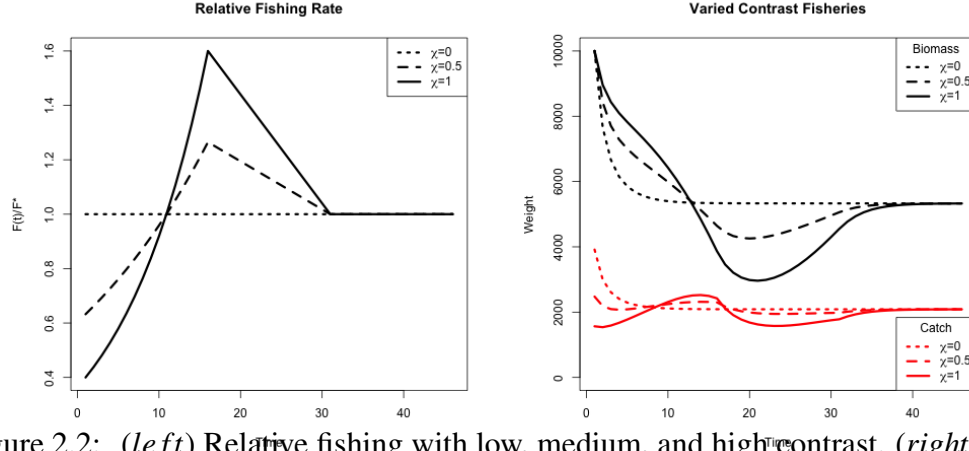 Relative Fishing Rate
F(t)/F*
1.6
1.4
1.2
1.0
0.8
0.6
0.4
χ=0
χ=0.5
χ=1
0 10 20 30 40
Time
Varied Contrast Fisheries
Weight
10000
8000
6000
4000
2000
0
Biomass
χ=0
χ=0.5
χ=1
Catch
χ=0
χ=0.5
χ=1
0 10 20 30 40
Time
gure 2.2: (left) Relative fishing with low, medium, and high contrast. (right